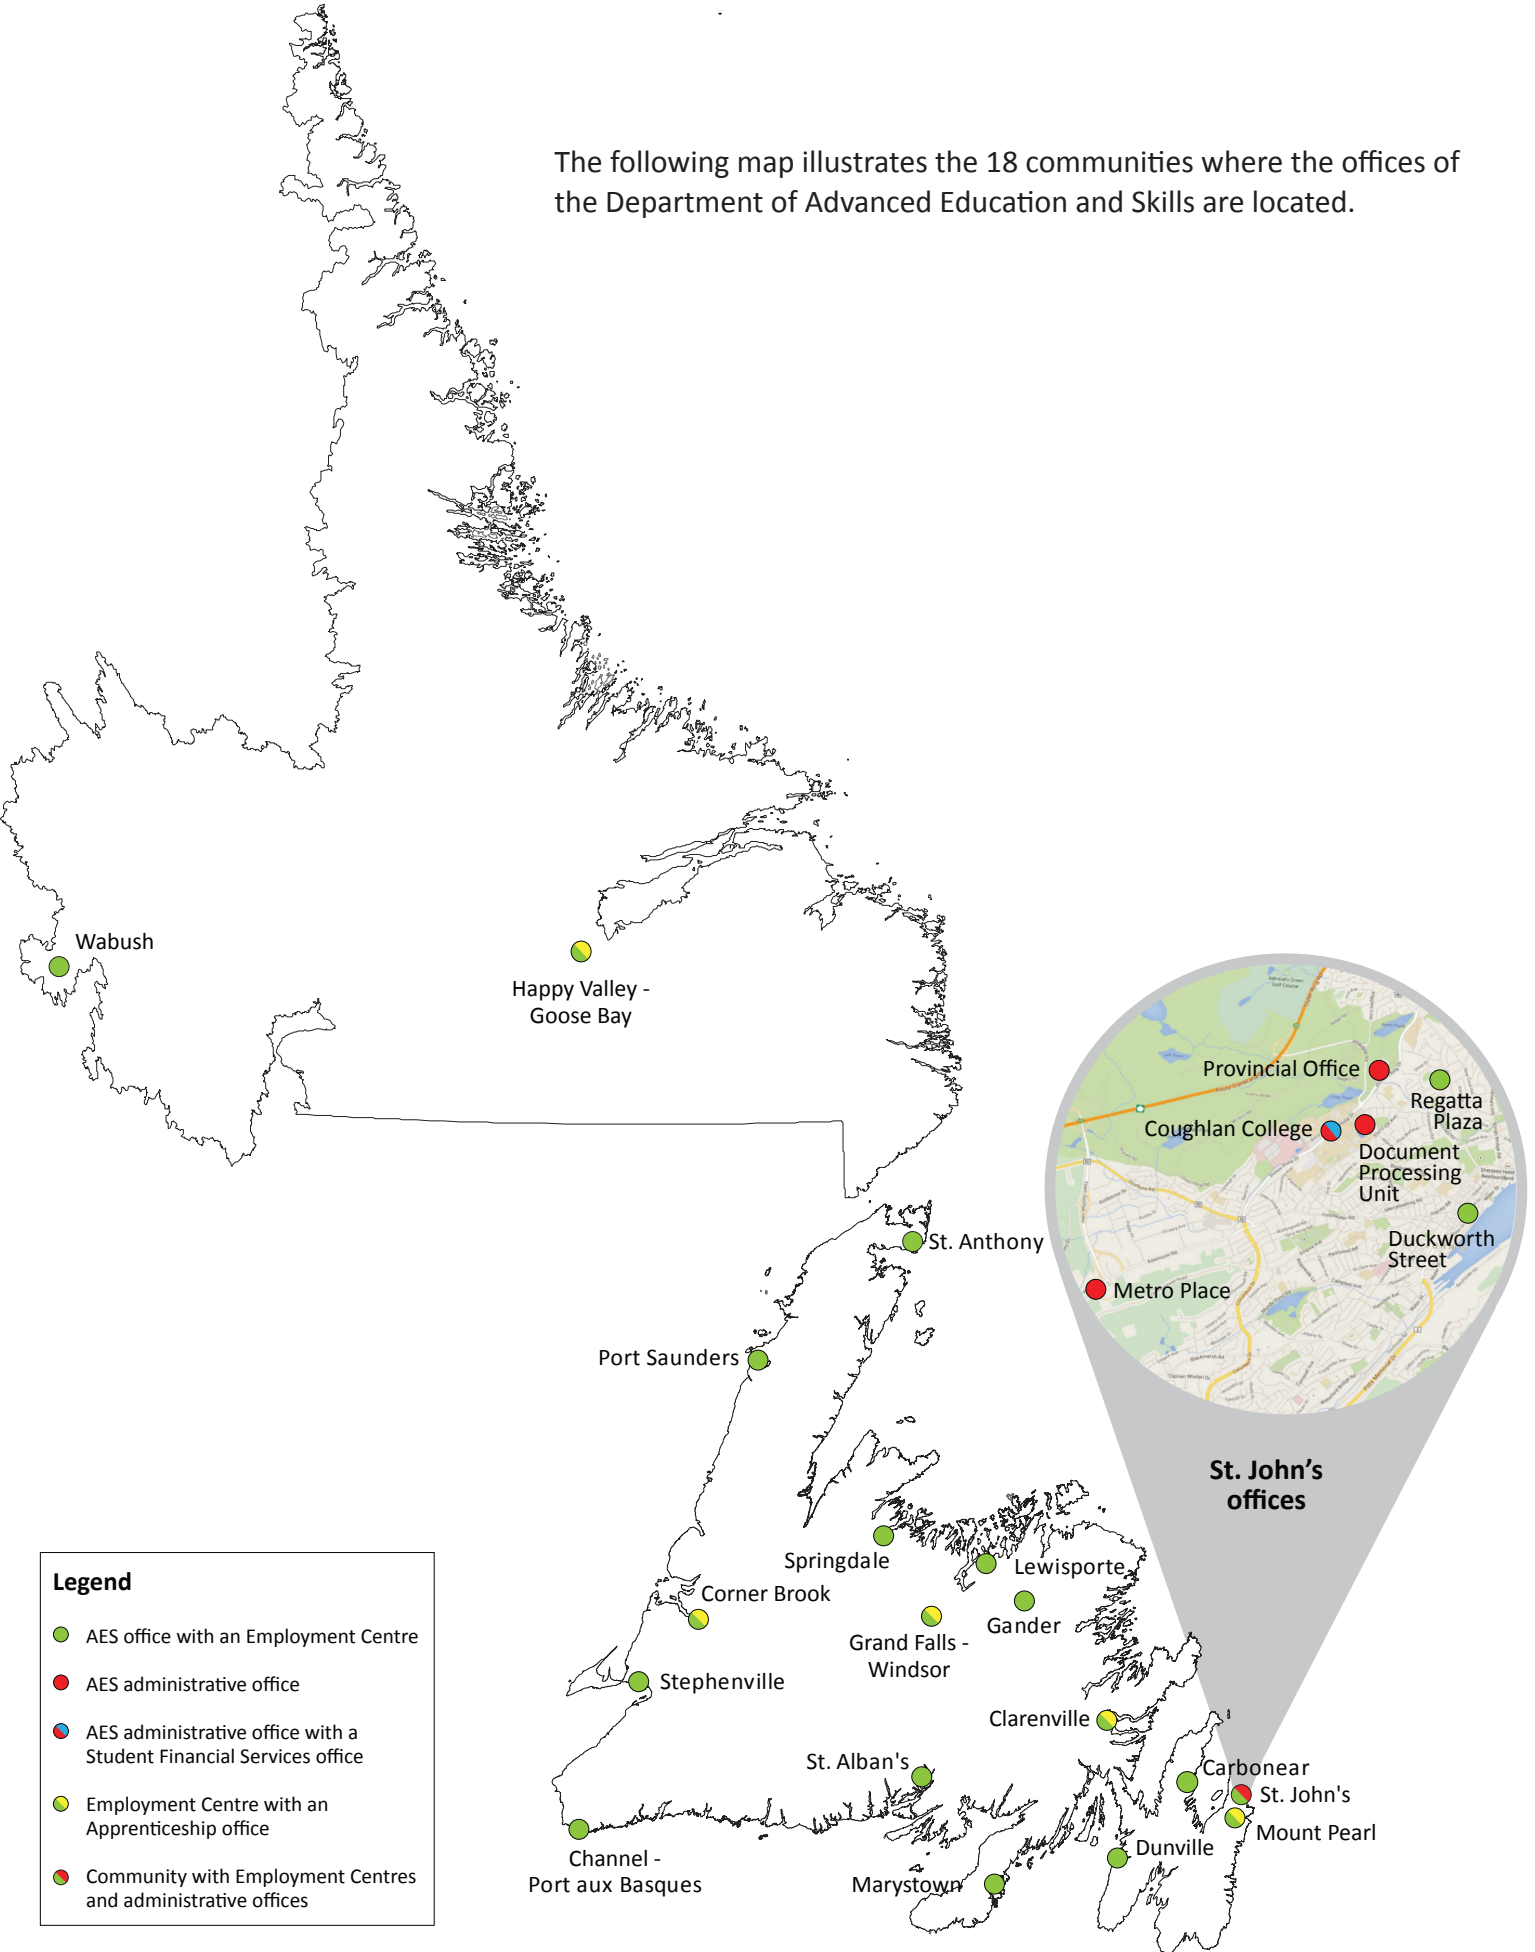 The following map illustrates the 18 communities where the offices of
the Department of Advanced Education and Skills are located.
Wabush
Happy Valley -
Goose Bay
Provincial Office
Regatta
Plaza
Coughlan College
Document
Processing
Unit
Duckworth
Street
Metro Place
St. Anthony
Port Saunders
St. John’s
offices
Springdale
Lewisporte
Corner Brook
Gander
Grand Falls -
Windsor
Stephenville
Clarenville
St. Alban's
Carbonear
St. John's
Mount Pearl
Dunville
Channel -
Port aux Basques
Marystown
Legend
AES office with an Employment Centre
AES administrative office
AES administrative office with a
Student Financial Services office
Employment Centre with an
Apprenticeship office
Community with Employment Centres
and administrative offices